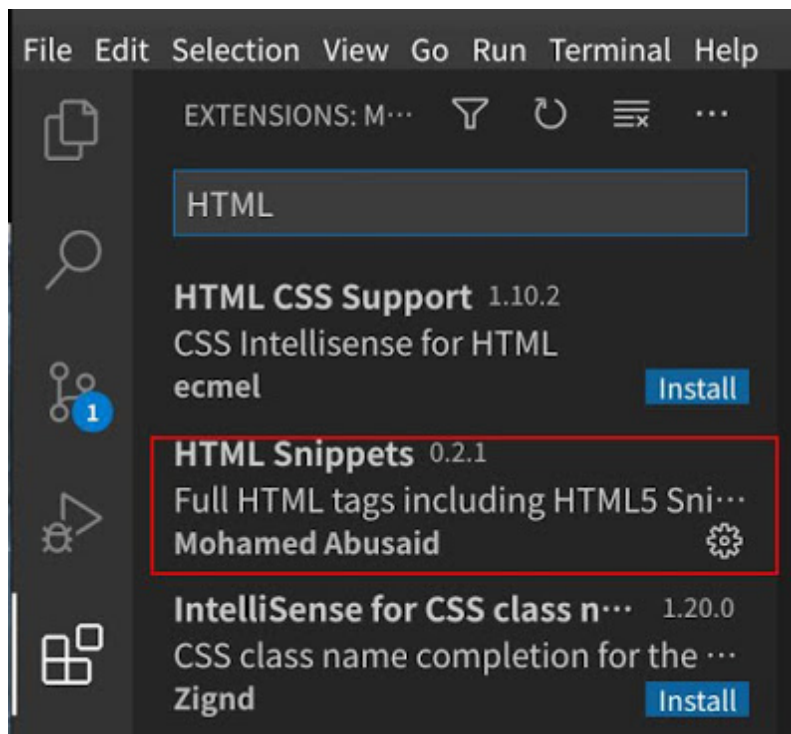 File Edit Selection View Go Run Terminal Help
EXTENSIONS: M...
HTML
HTML CSS Support 1.10.2
CSS Intellisense for HTML
ecmel Install
HTML Snippets 0.2.1
Full HTML tags including HTML5 Sni...
Mohamed Abusaid
IntelliSense for CSS class n... 1.20.0
CSS class name completion for the ...
Zignd Install
1